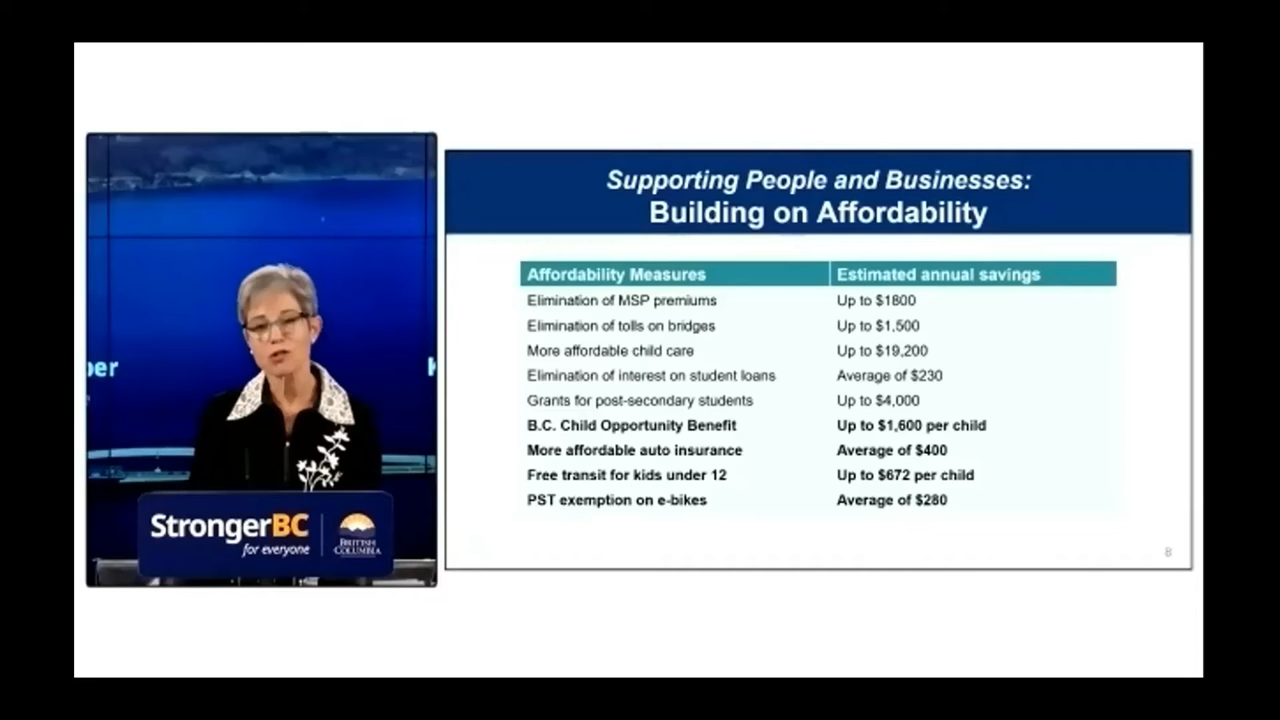 per
K
StrongerBC
for everyone
BRITISH
COLUMBIA
Supporting People and Businesses:
Building on Affordability
Affordability Measures Estimated annual savings
Elimination of MSP premiums Up to $1800
Elimination of tolls on bridges Up to $1,500
More affordable child care Up to $19,200
Elimination of interest on student loans Average of $230
Grants for post-secondary students Up to $4,000
B.C. Child Opportunity Benefit Up to $1,600 per child
More affordable auto insurance Average of $400
Free transit for kids under 12 Up to $672 per child
PST exemption on e-bikes Average of $280
8